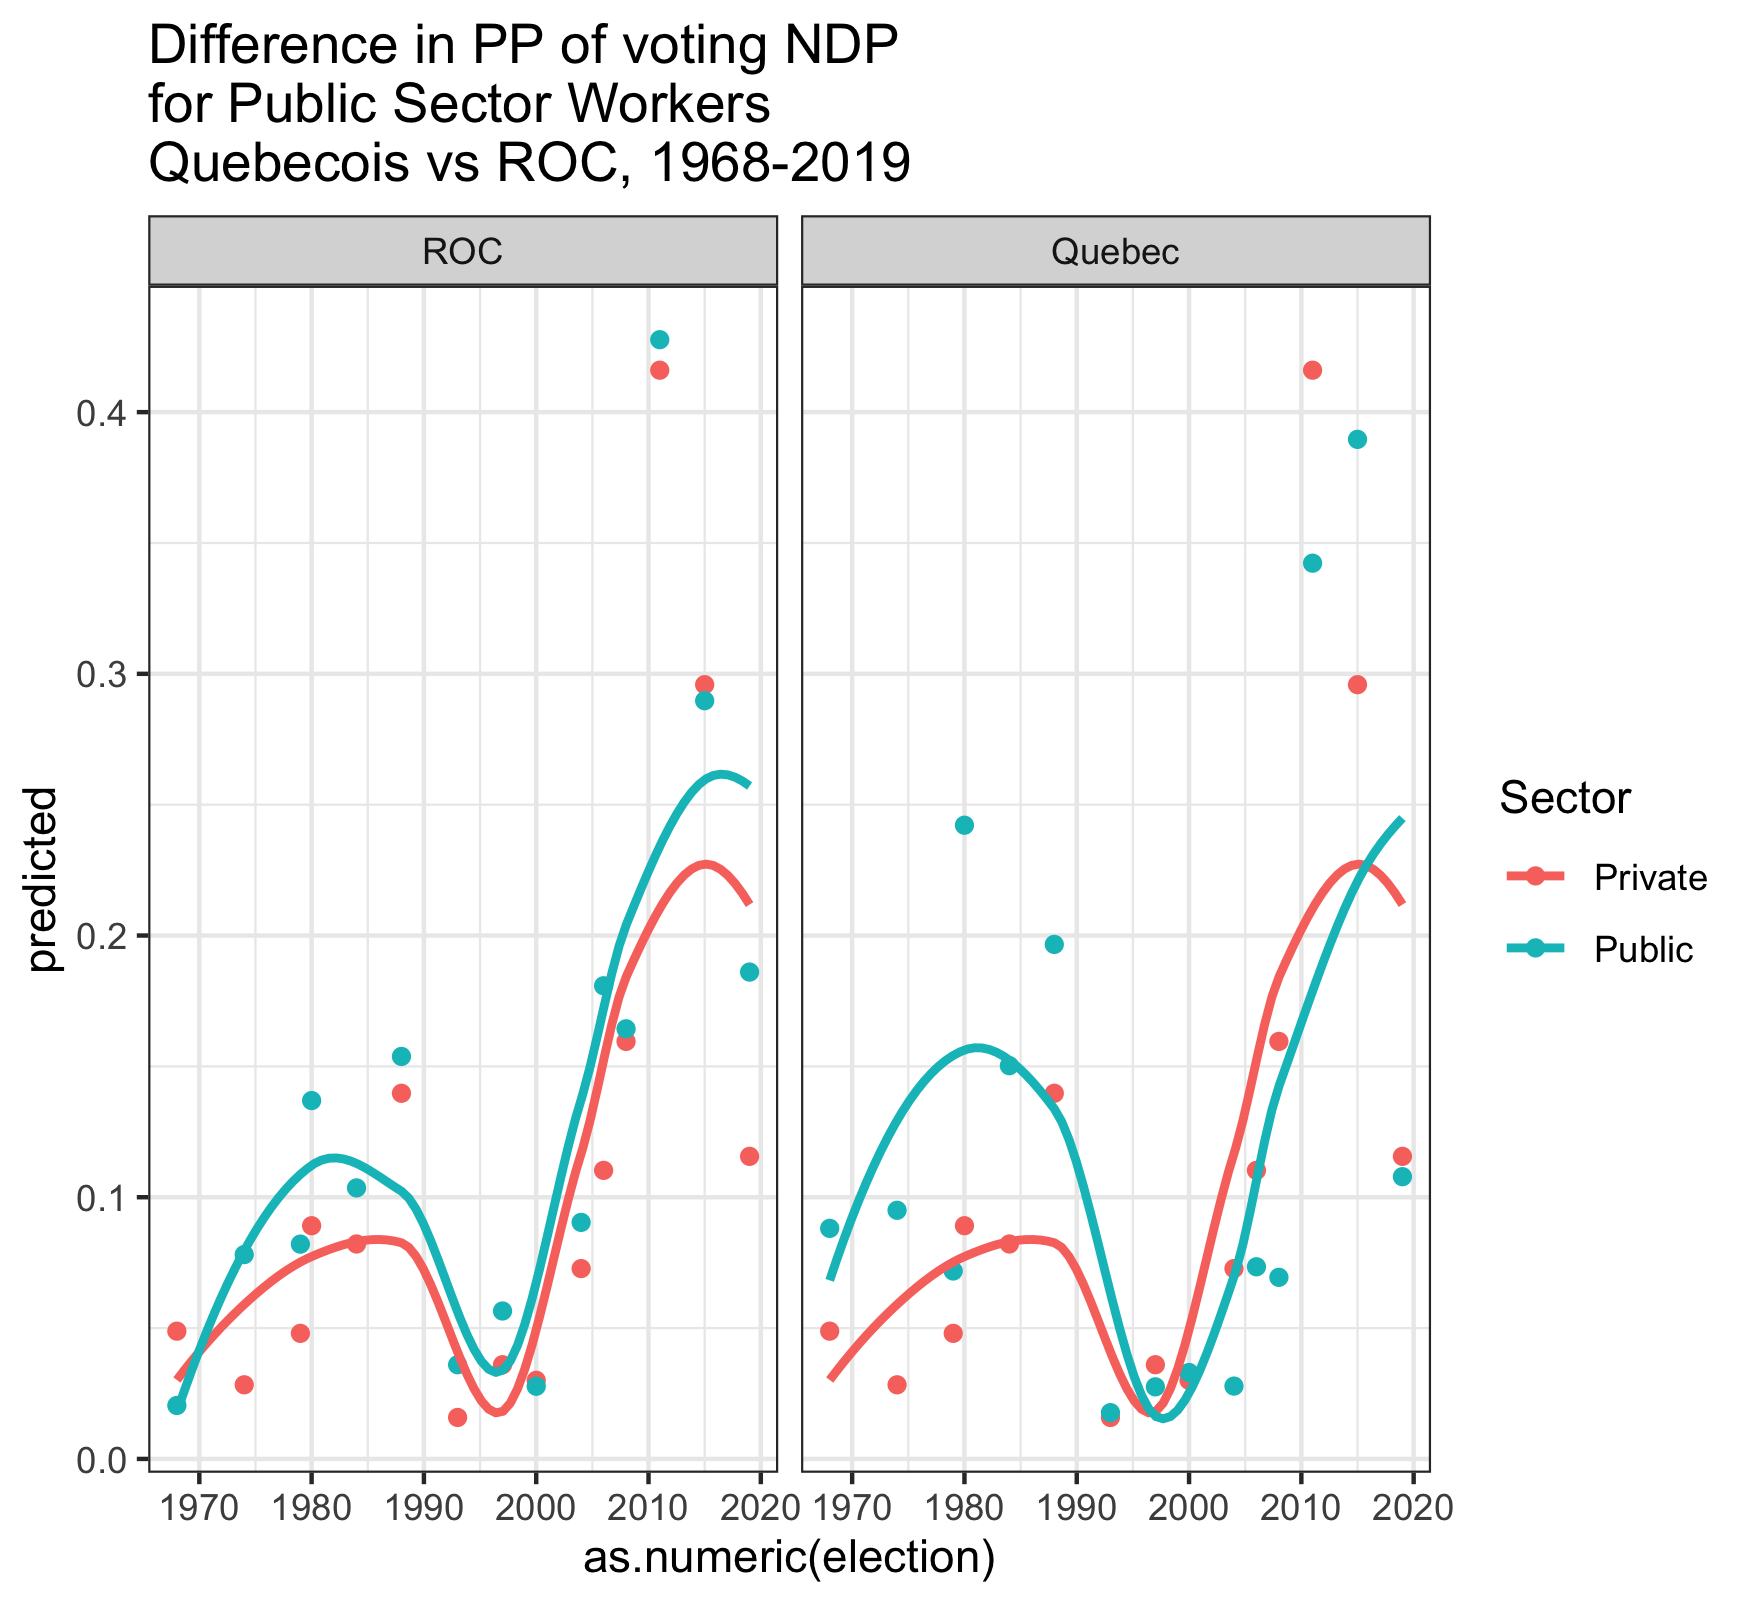 Difference in PP of voting NDP
for Public Sector Workers
Quebecois vs ROC, 1968-2019
ROC
Quebec
predicted
0.4
0.3
0.2
0.1
0.0
1970 1980 1990 2000 2010 2020
1970 1980 1990 2000 2010 2020
as.numeric(election)
Sector
Private
Public